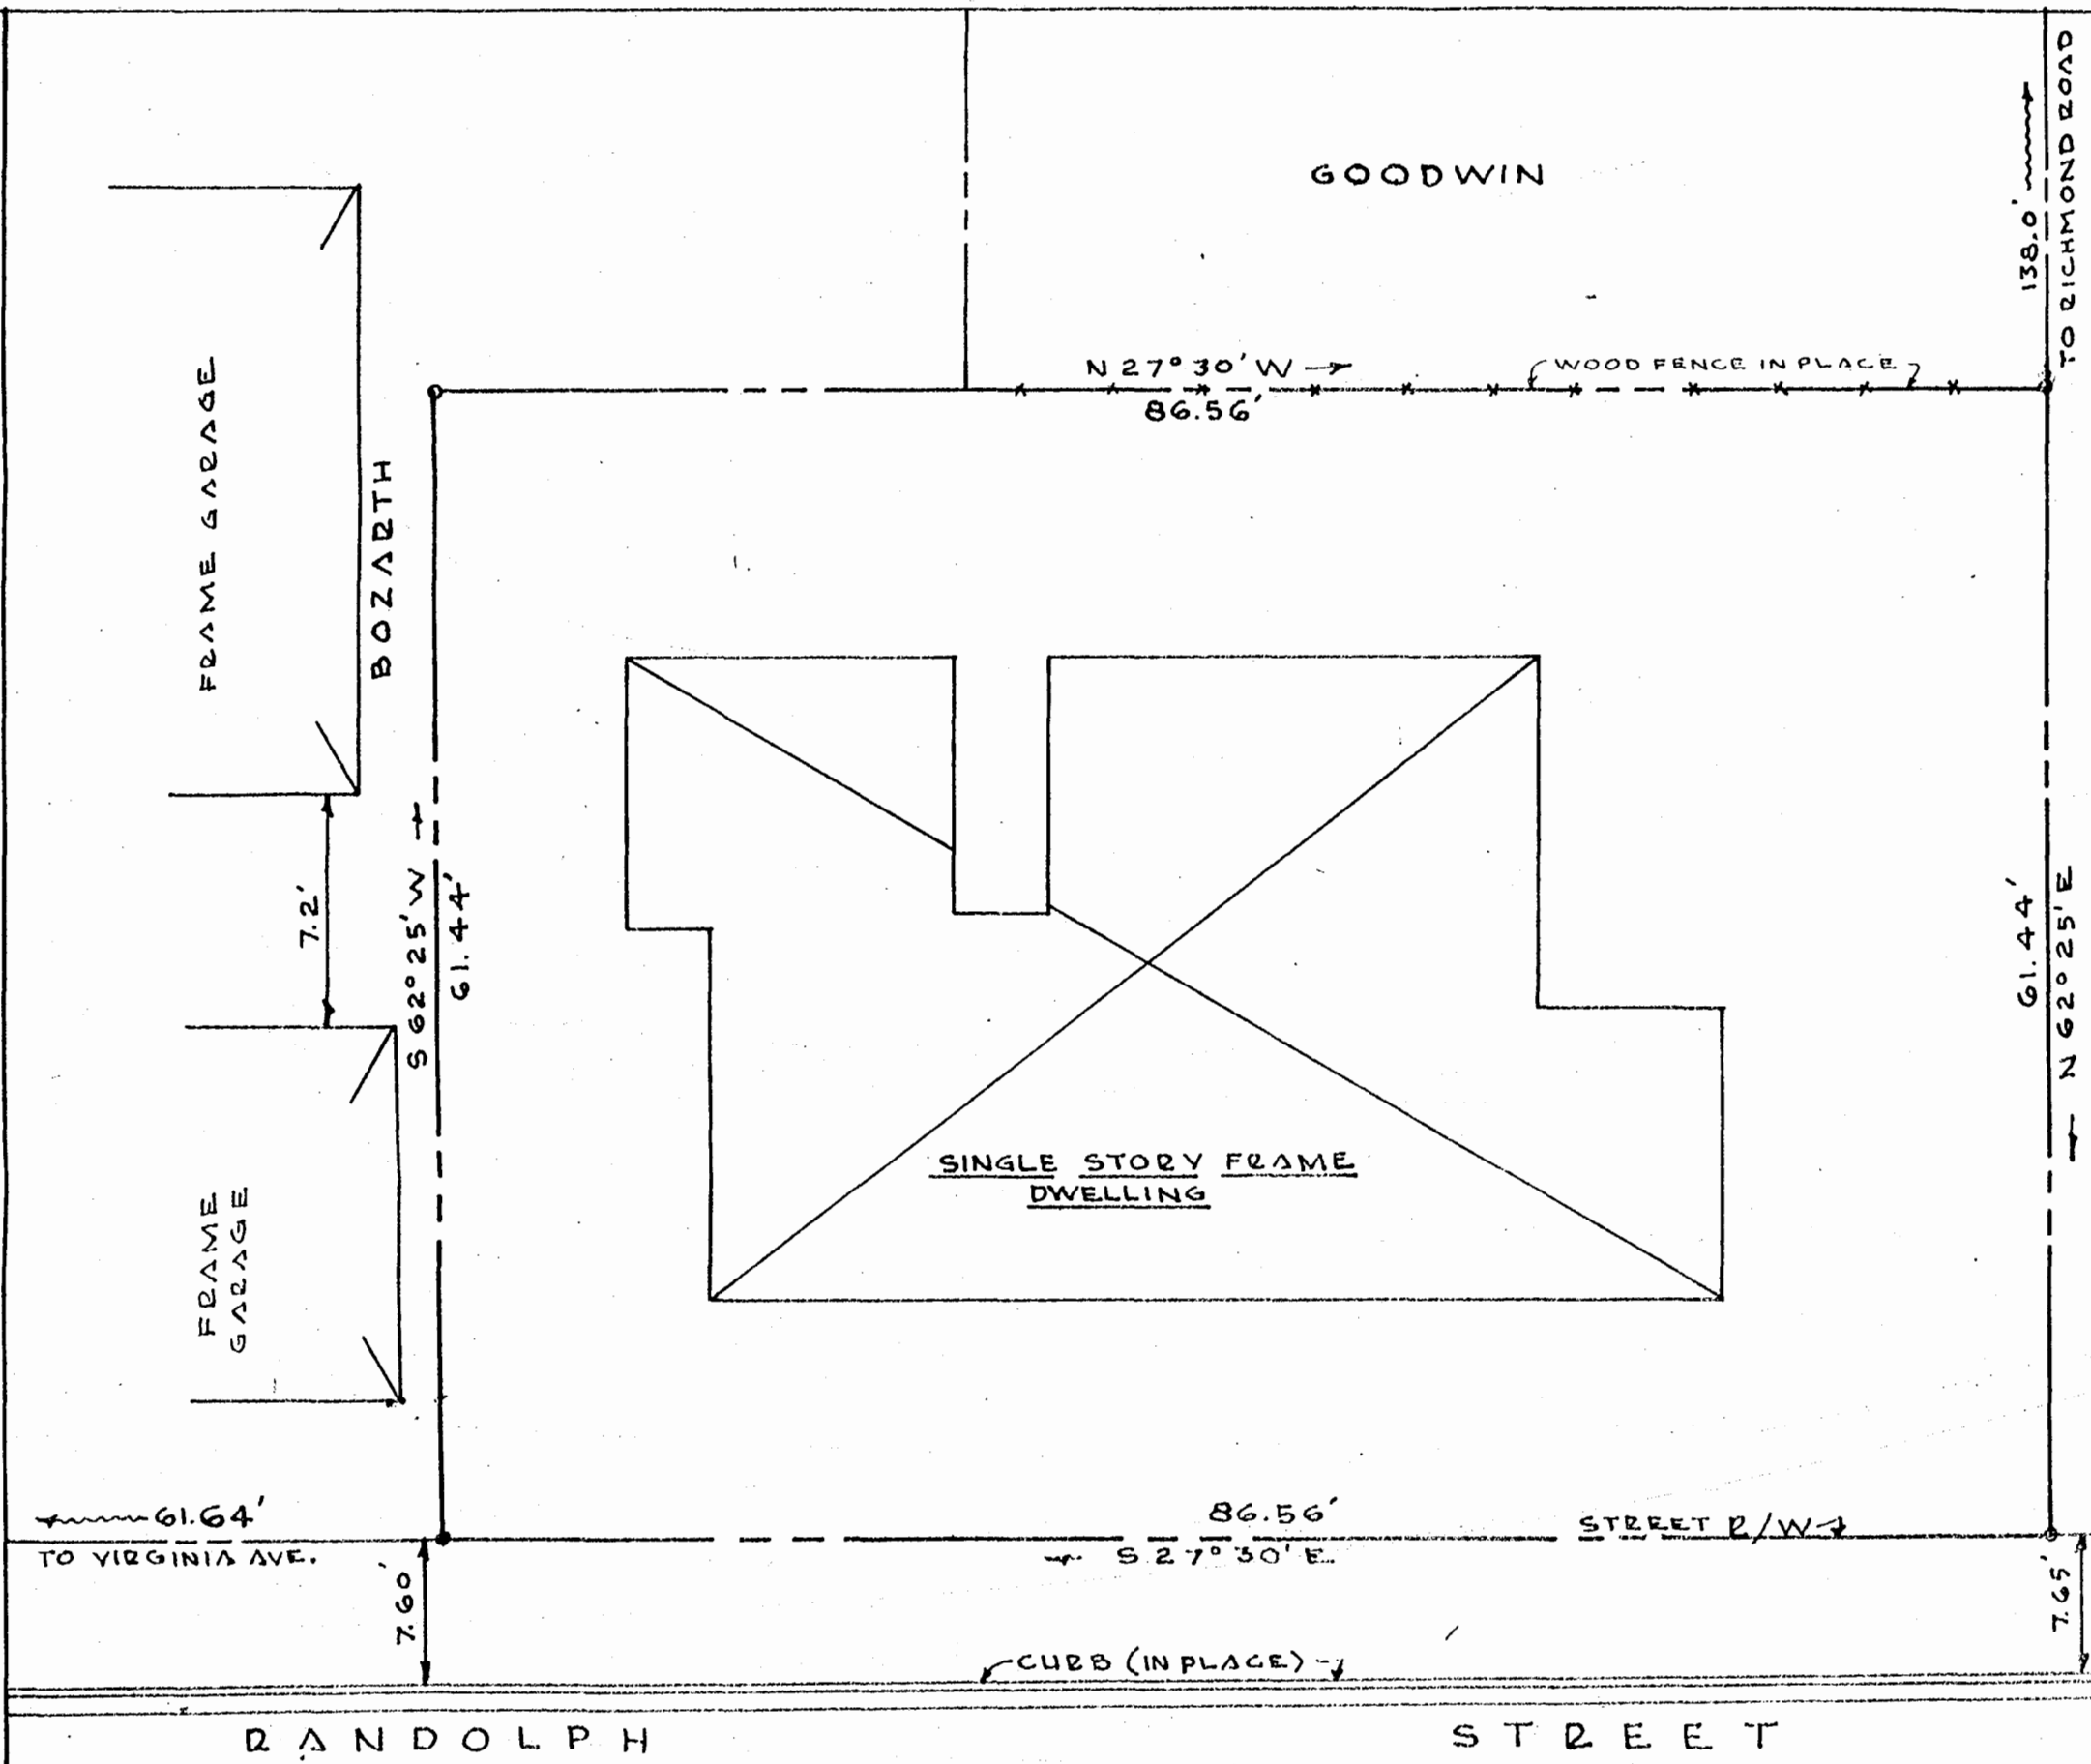 GOODWIN
138.0'
TO RICHMOND ROAD
N 27° 30' W
86.56'
WOOD FENCE IN PLACE
FRAME GARAGE
BOZARTH
7.2'
S 62° 25' W
61.44'
61.44'
N 62° 25' E
SINGLE STORY FRAME
DWELLING
FRAME
GARAGE
61.64'
TO VIRGINIA AVE.
86.56'
S 27° 30' E
STREET R/W
7.60'
7.65'
CURB (IN PLACE)
RANDOLPH STREET